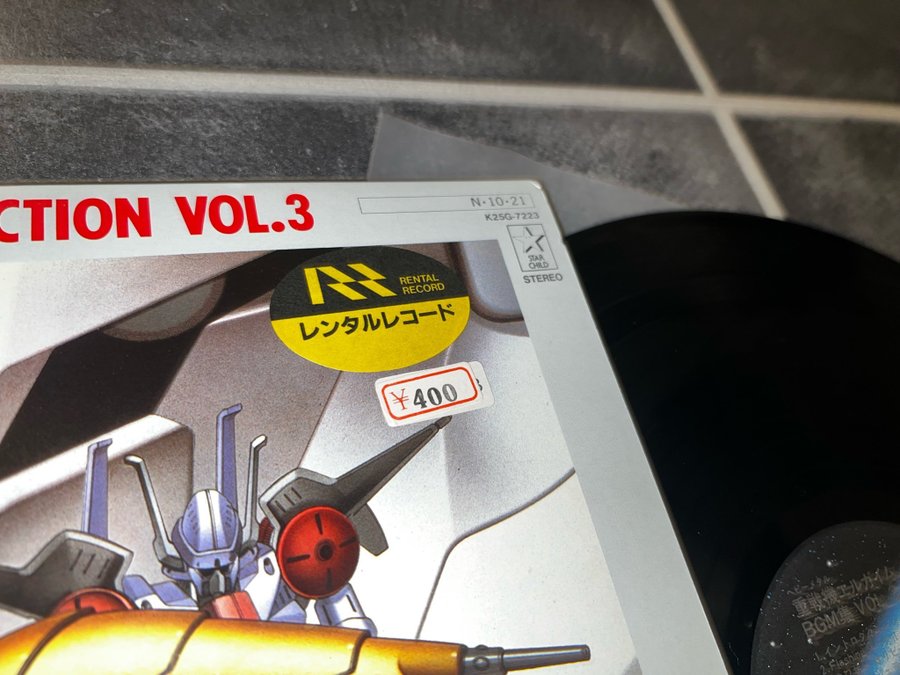 CTION VOL.3
N·10·21
K25G-7223
STAR
CHILD
STEREO
RENTAL
RECORD
レンタルレコード
¥400
重戦機エルガイム
BGM集 VOL.